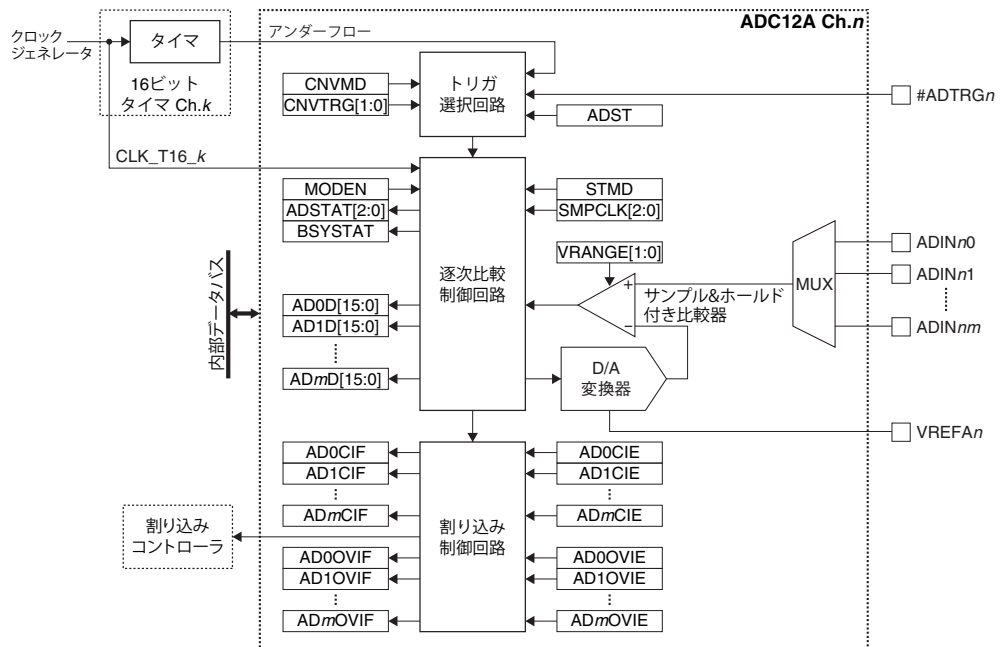 ADC12A Ch.n
クロック
ジェネレータ
タイマ
16ビット
タイマ Ch.k
アンダーフロー
CNVMD
CNVTRG[1:0]
トリガ
選択回路
ADST
#ADTRGn
CLK_T16_k
MODEN
ADSTAT[2:0]
BSYSTAT
STMD
SMPCLK[2:0]
VRANGE[1:0]
逐次比較
制御回路
+
−
サンプル&ホールド
付き比較器
MUX
ADINn0
ADINn1
ADINnm
内部データバス
AD0D[15:0]
AD1D[15:0]
ADmD[15:0]
D/A
変換器
VREFAn
AD0CIF
AD1CIF
ADmCIF
AD0OVIF
AD1OVIF
ADmOVIF
割り込み
制御回路
AD0CIE
AD1CIE
ADmCIE
AD0OVIE
AD1OVIE
ADmOVIE
割り込み
コントローラ